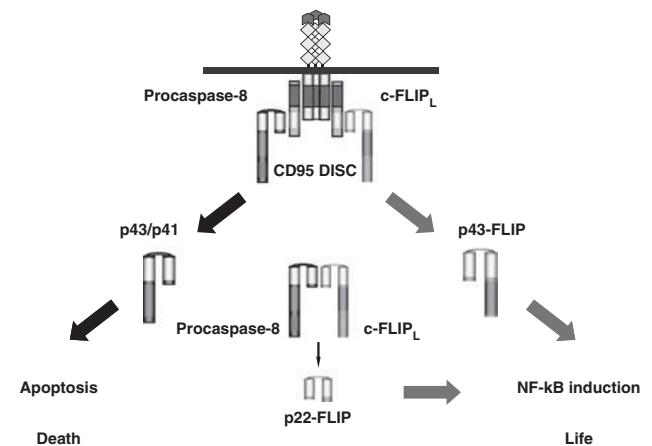 Procaspase-8 c-FLIPL
CD95 DISC
p43/p41 p43-FLIP
Procaspase-8 c-FLIPL
Apoptosis NF-kB induction
p22-FLIP
Death Life